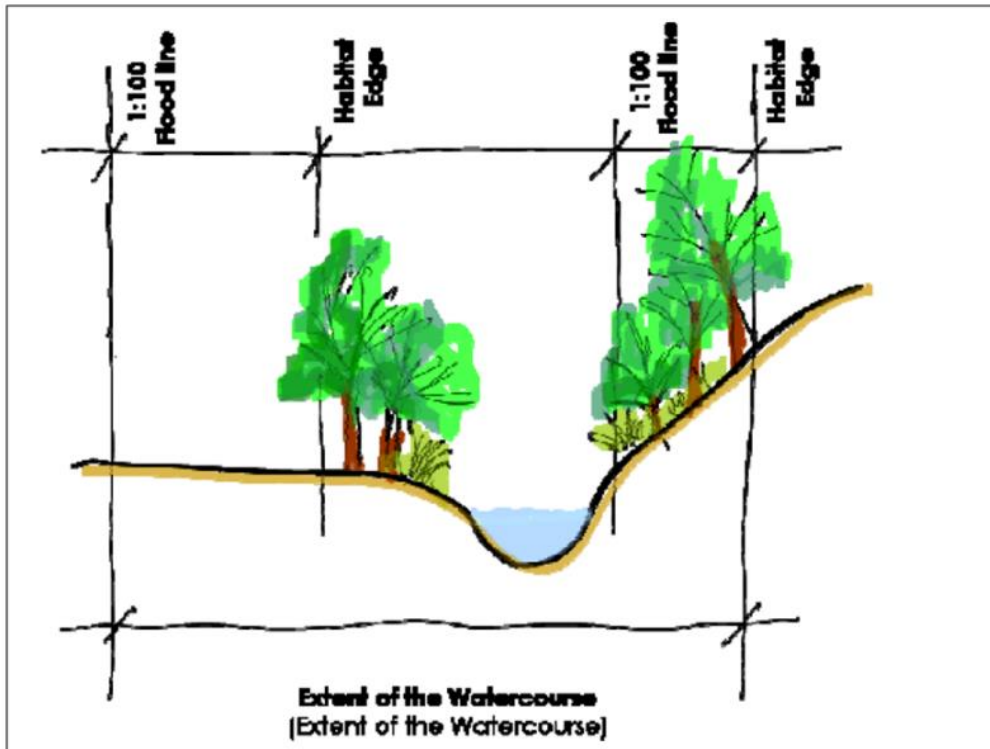 1:100
Flood line
Habitat
Edge
1:100
Flood line
Habitat
Edge
Extent of the Watercourse
(Extent of the Watercourse)